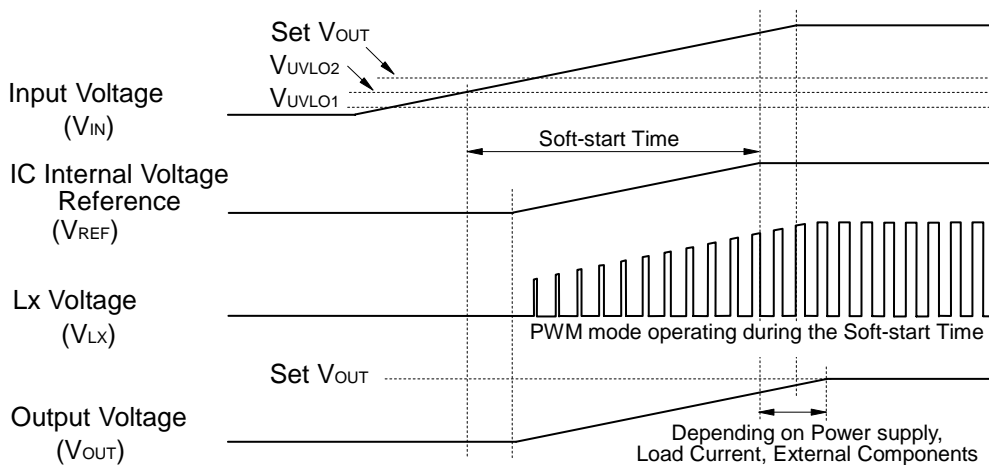 Set VOUT
VUVLO2
VUVLO1
Input Voltage
(VIN)
Soft-start Time
IC Internal Voltage
Reference
(VREF)
Lx Voltage
(VLX)
PWM mode operating during the Soft-start Time
Set VOUT
Output Voltage
(VOUT)
Depending on Power supply,
Load Current, External Components